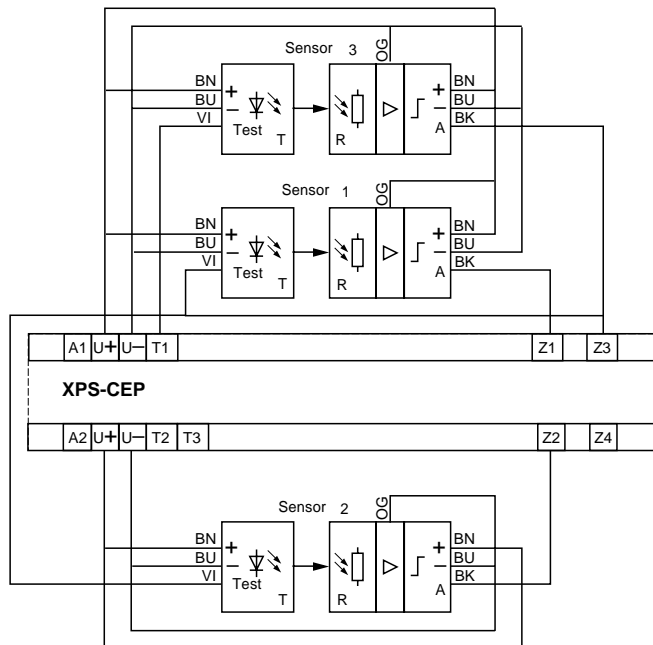 Sensor 3 OG
BN + + BN
BU − − BU
VI Test T R A BK
Sensor 1 OG
BN + + BN
BU − − BU
VI Test T R A BK
A1 U+ U− T1 Z1 Z3
XPS-CEP
A2 U+ U− T2 T3 Z2 Z4
Sensor 2 OG
BN + + BN
BU − − BU
VI Test T R A BK